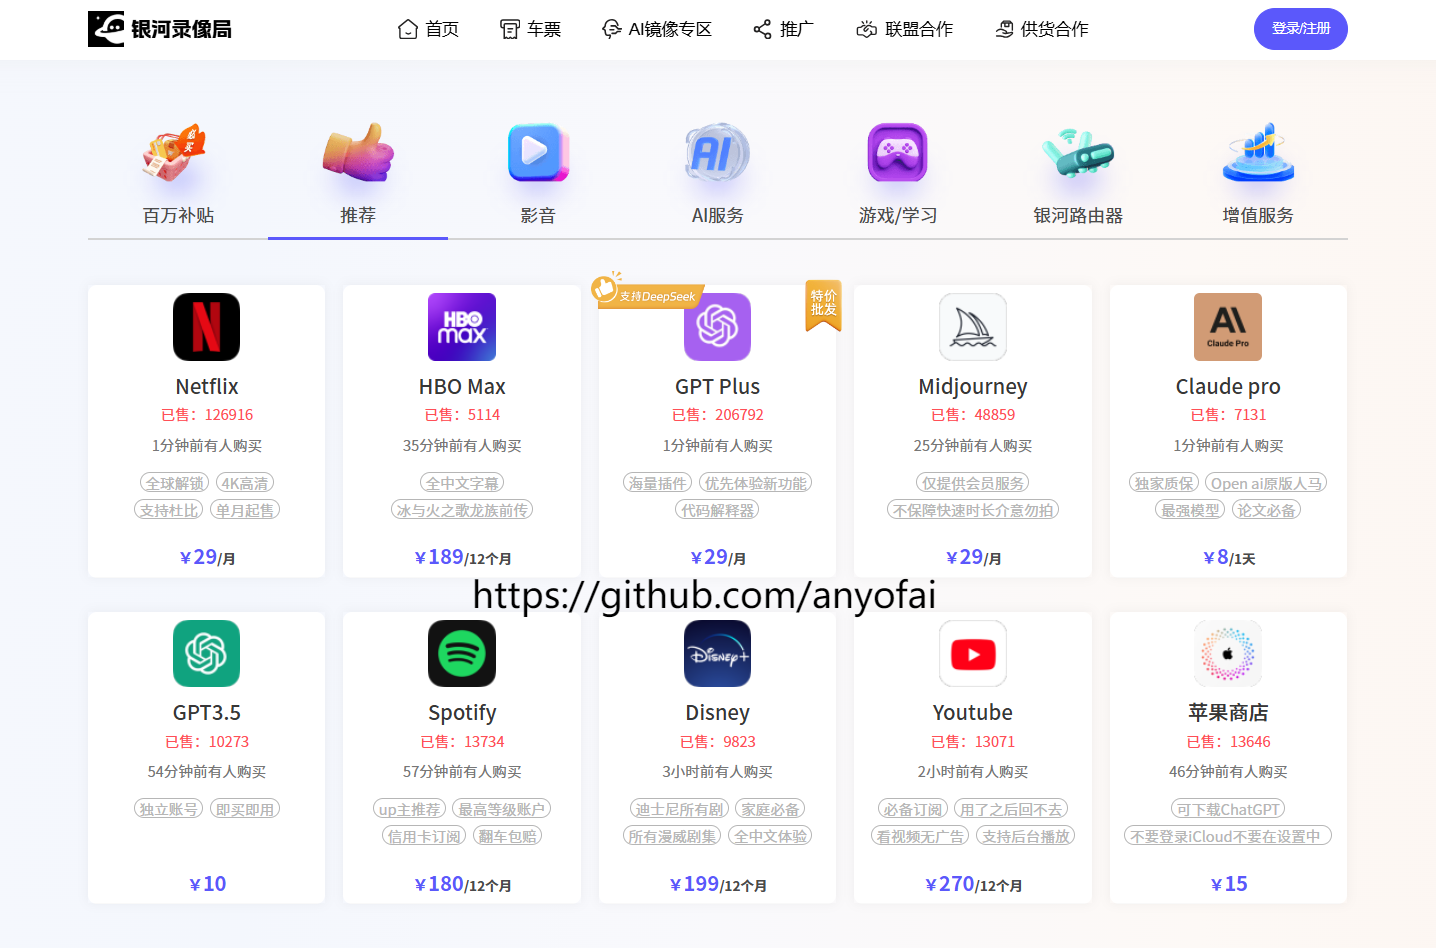 银河录像局
首页
车票
AI镜像专区
推广
联盟合作
供货合作
登录/注册
必买
AI
百万补贴
推荐
影音
AI服务
游戏/学习
银河路由器
增值服务
N
HBO
max
支持DeepSeek
特价
批发
AI
Claude Pro
Netflix
HBO Max
GPT Plus
Midjourney
Claude pro
已售：126916
已售：5114
已售：206792
已售：48859
已售：7131
1分钟前有人购买
35分钟前有人购买
1分钟前有人购买
25分钟前有人购买
1分钟前有人购买
全球解锁 4K高清
支持杜比 单月起售
全中文字幕
冰与火之歌龙族前传
海量插件 优先体验新功能
代码解释器
仅提供会员服务
不保障快速时长介意勿拍
独家质保 Open ai原版人马
最强模型 论文必备
￥29/月
￥189/12个月
￥29/月
￥29/月
￥8/1天
https://github.com/anyofai
Disney+
GPT3.5
Spotify
Disney
Youtube
苹果商店
已售：10273
已售：13734
已售：9823
已售：13071
已售：13646
54分钟前有人购买
57分钟前有人购买
3小时前有人购买
2小时前有人购买
46分钟前有人购买
独立账号 即买即用
up主推荐 最高等级账户
信用卡订阅 翻车包赔
迪士尼所有剧 家庭必备
所有漫威剧集 全中文体验
必备订阅 用了之后回不去
看视频无广告 支持后台播放
可下载ChatGPT
不要登录iCloud不要在设置中
￥10
￥180/12个月
￥199/12个月
￥270/12个月
￥15